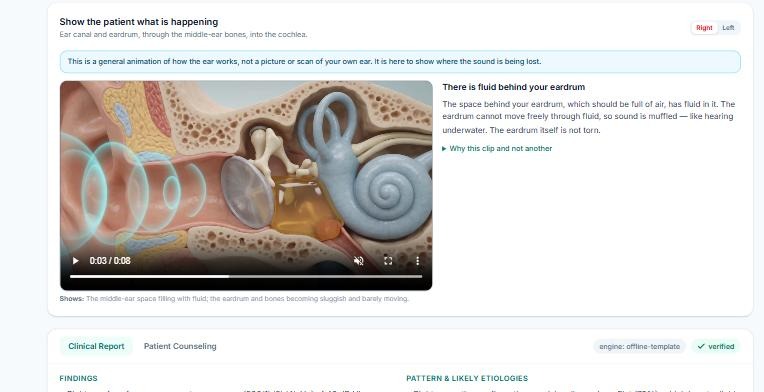 Show the patient what is happening
Ear canal and eardrum, through the middle-ear bones, into the cochlea.
Right Left
This is a general animation of how the ear works, not a picture or scan of your own ear. It is here to show where the sound is being lost.
There is fluid behind your eardrum
The space behind your eardrum, which should be full of air, has fluid in it. The
eardrum cannot move freely through fluid, so sound is muffled — like hearing
underwater. The eardrum itself is not torn.
Why this clip and not another
0:03 / 0:08
Shows: The middle-ear space filling with fluid; the eardrum and bones becoming sluggish and barely moving.
Clinical Report Patient Counseling
engine: offline-template
verified
FINDINGS
PATTERN & LIKELY ETIOLOGIES